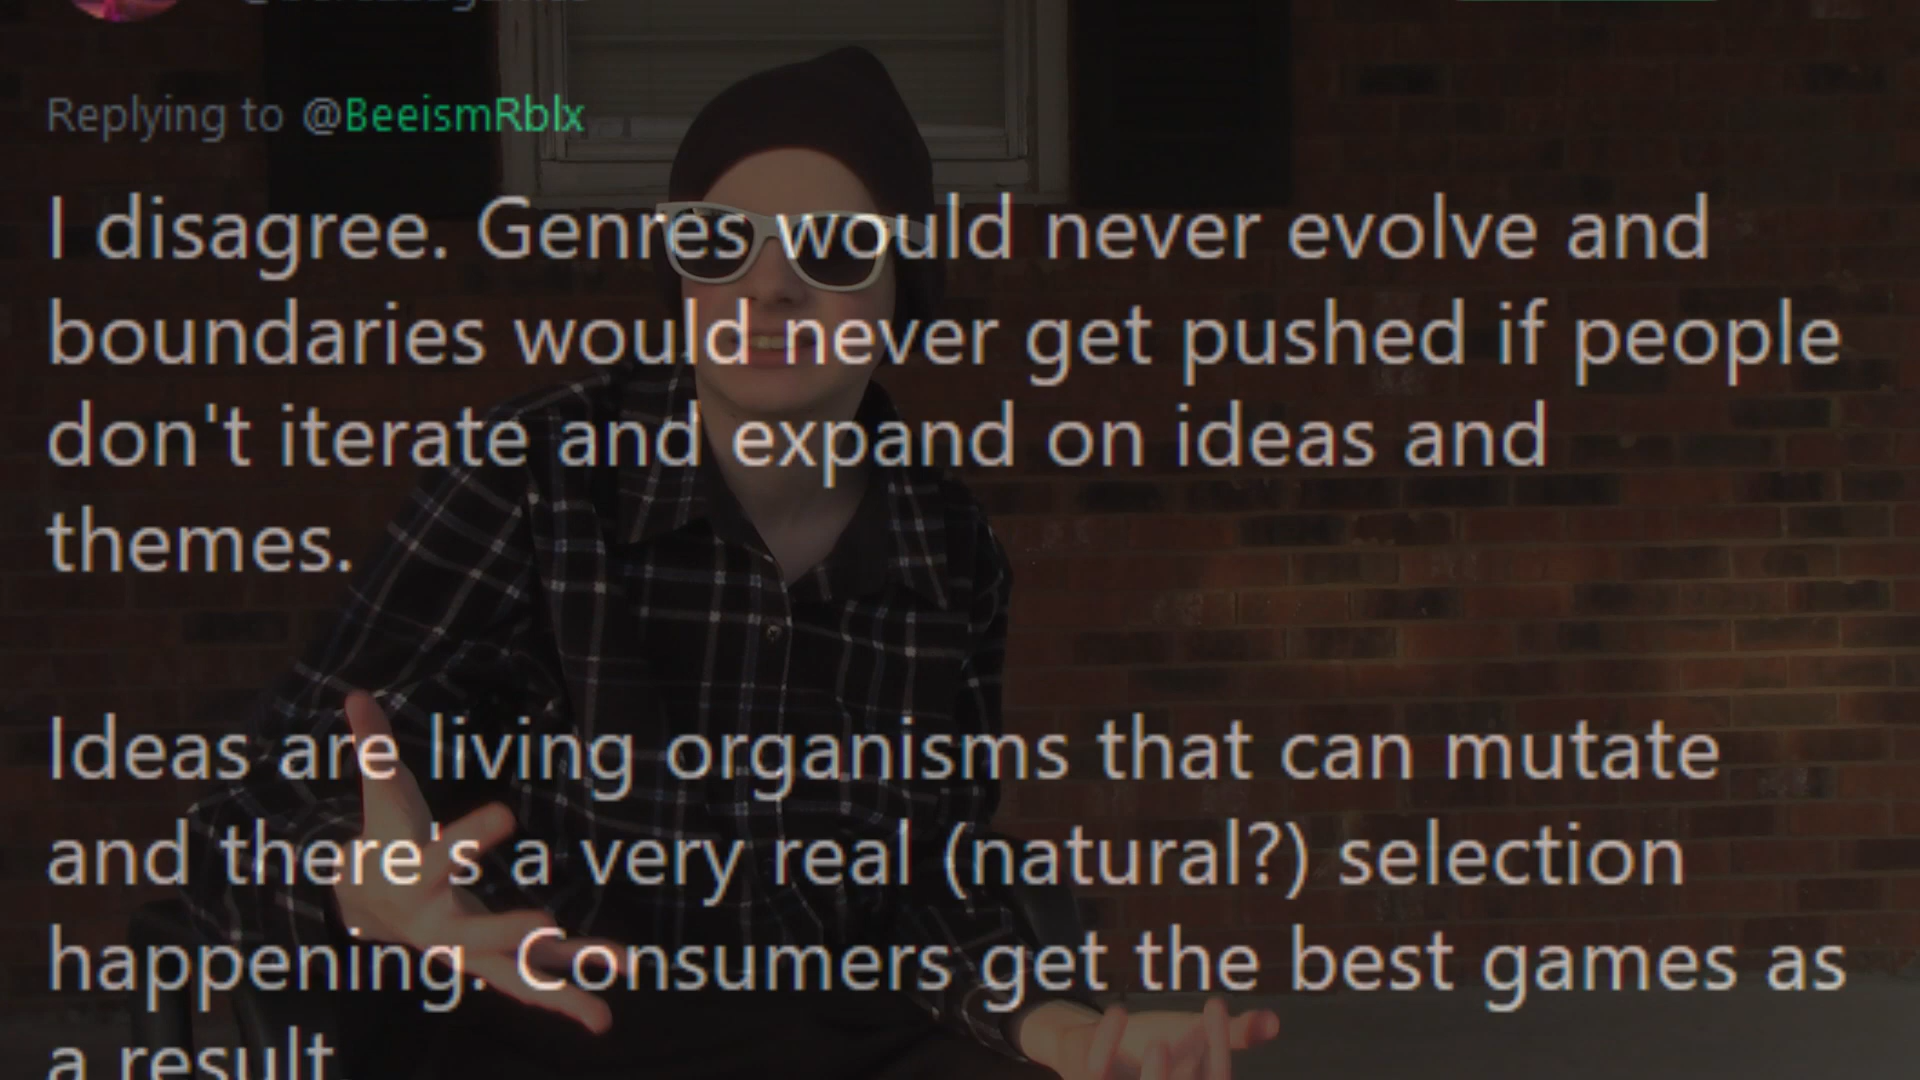 Replying to @BeeismRblx
I disagree. Genres would never evolve and
boundaries would never get pushed if people
don't iterate and expand on ideas and
themes.
Ideas are living organisms that can mutate
and there's a very real (natural?) selection
happening. Consumers get the best games as
a result